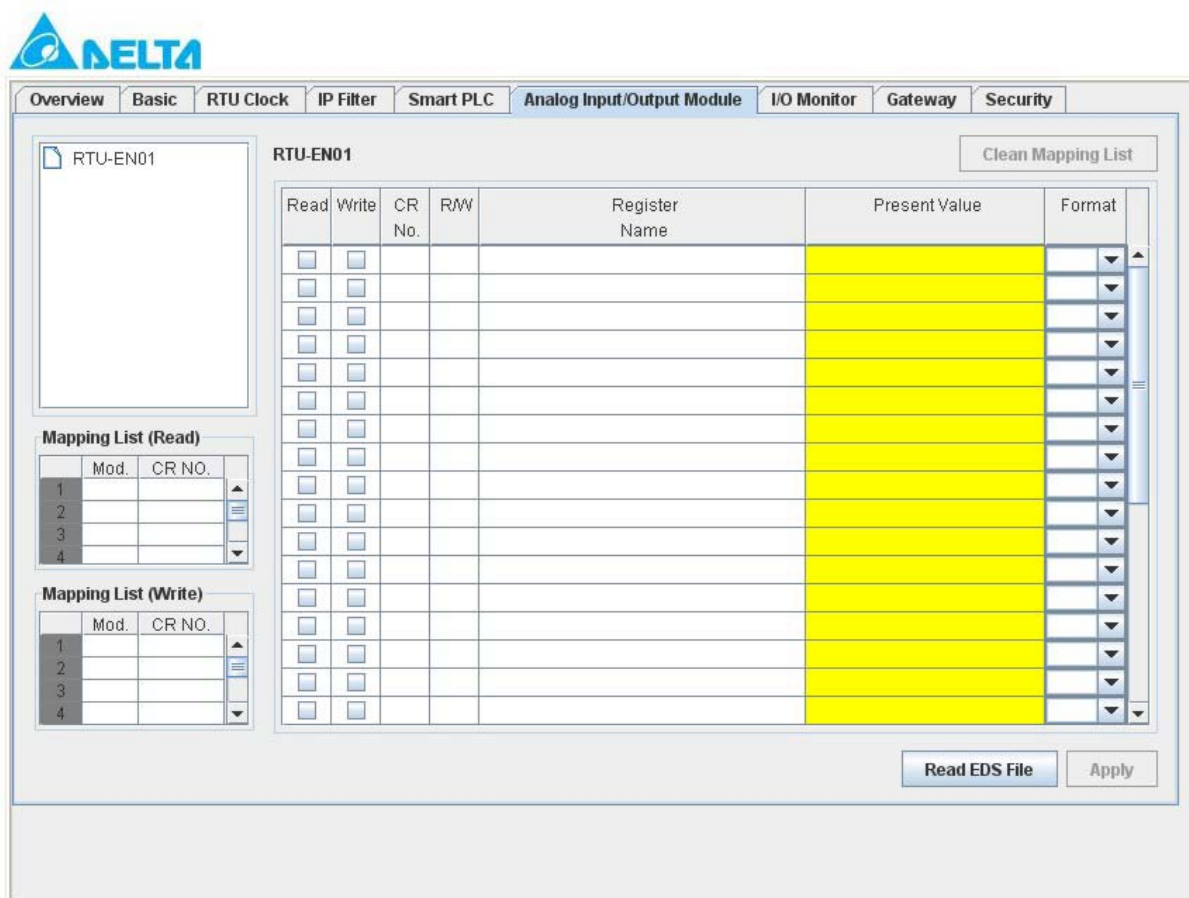 DELTA
Overview Basic RTU Clock IP Filter Smart PLC Analog Input/Output Module I/O Monitor Gateway Security
RTU-EN01
RTU-EN01 Clean Mapping List
Read Write CR No. R/W Register Name Present Value Format
Mapping List (Read)
Mod. CR NO.
1
2
3
4
Mapping List (Write)
Mod. CR NO.
1
2
3
4
Read EDS File Apply